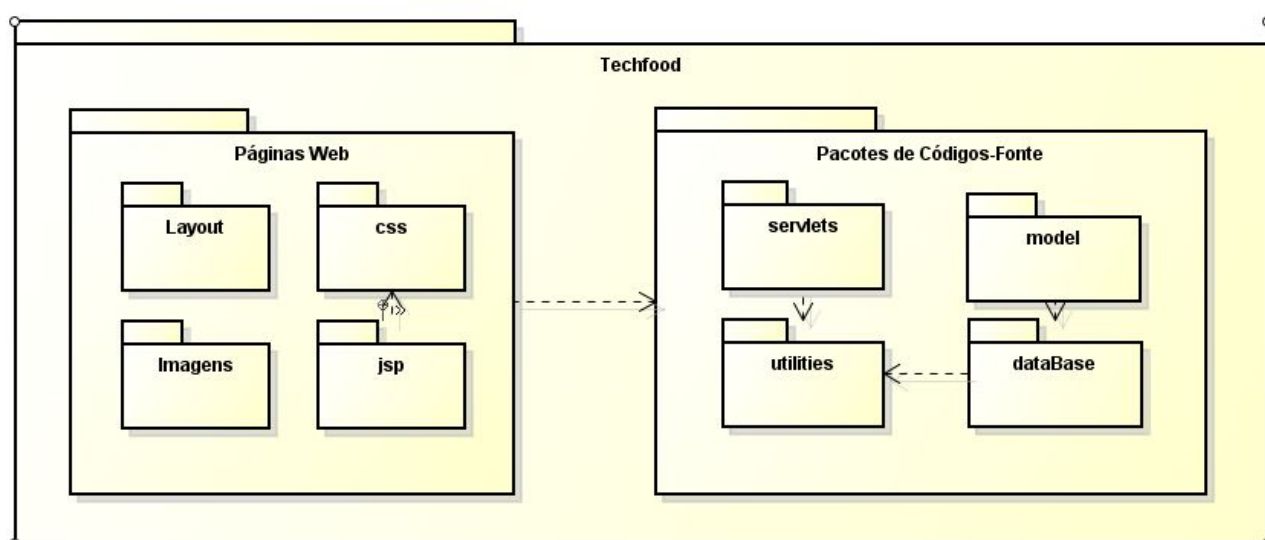 Techfood
Páginas Web
Layout
css
Imagens
jsp
Pacotes de Códigos-Fonte
servlets
model
utilities
dataBase